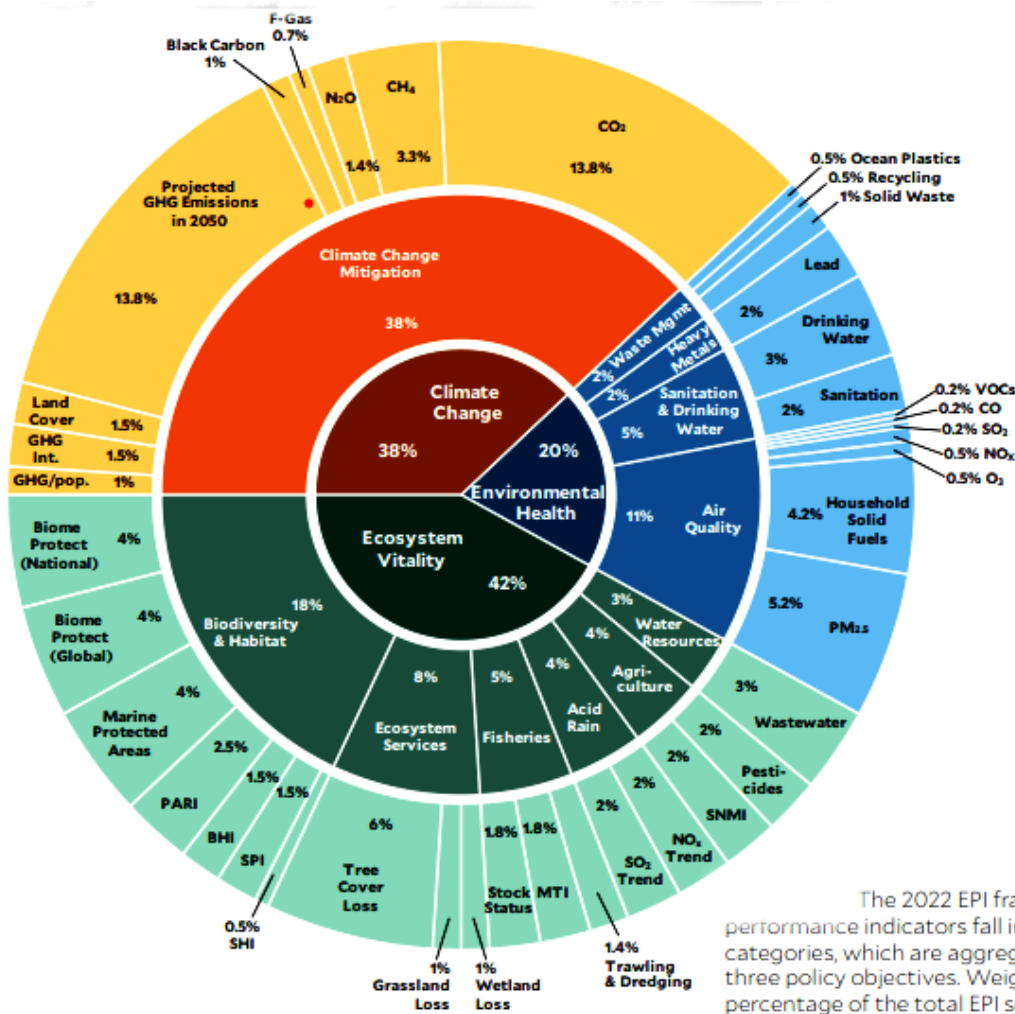 F-Gas
0.7%
Black Carbon
1%
N₂O
1.4%
CH₄
3.3%
CO₂
13.8%
Projected
GHG Emissions
in 2050
13.8%
Land
Cover
1.5%
GHG
Int.
1.5%
GHG/pop.
1%
0.5% Ocean Plastics
0.5% Recycling
1% Solid Waste
Lead
2%
Drinking
Water
3%
Sanitation
2%
0.2% VOCs
0.2% CO
0.2% SO₂
0.5% NOₓ
0.5% O₃
Household
Solid
Fuels
4.2%
5.2%
PM₂.₅
Climate Change
Mitigation
38%
Waste Mgmt
2%
Heavy
Metals
2%
Sanitation
& Drinking
Water
5%
Air
Quality
11%
Climate
Change
38%
20%
Environmental
Health
Ecosystem
Vitality
42%
18%
Biodiversity
& Habitat
8%
Ecosystem
Services
5%
Fisheries
4%
Acid
Rain
4%
Agri-
culture
3%
Water
Resources
Biome
Protect
(National)
4%
Biome
Protect
(Global)
4%
Marine
Protected
Areas
4%
2.5%
PARI
1.5%
BHI
1.5%
SPI
0.5%
SHI
6%
Tree
Cover
Loss
1%
Grassland
Loss
1%
Wetland
Loss
1.8%
Stock
Status
1.8%
MTI
1.4%
Trawling
& Dredging
2%
SO₂
Trend
2%
NOₓ
Trend
2%
SNMI
2%
Pesti-
cides
3%
Wastewater
The 2022 EPI fra
performance indicators fall in
categories, which are aggreg
three policy objectives. Weig
percentage of the total EPI s